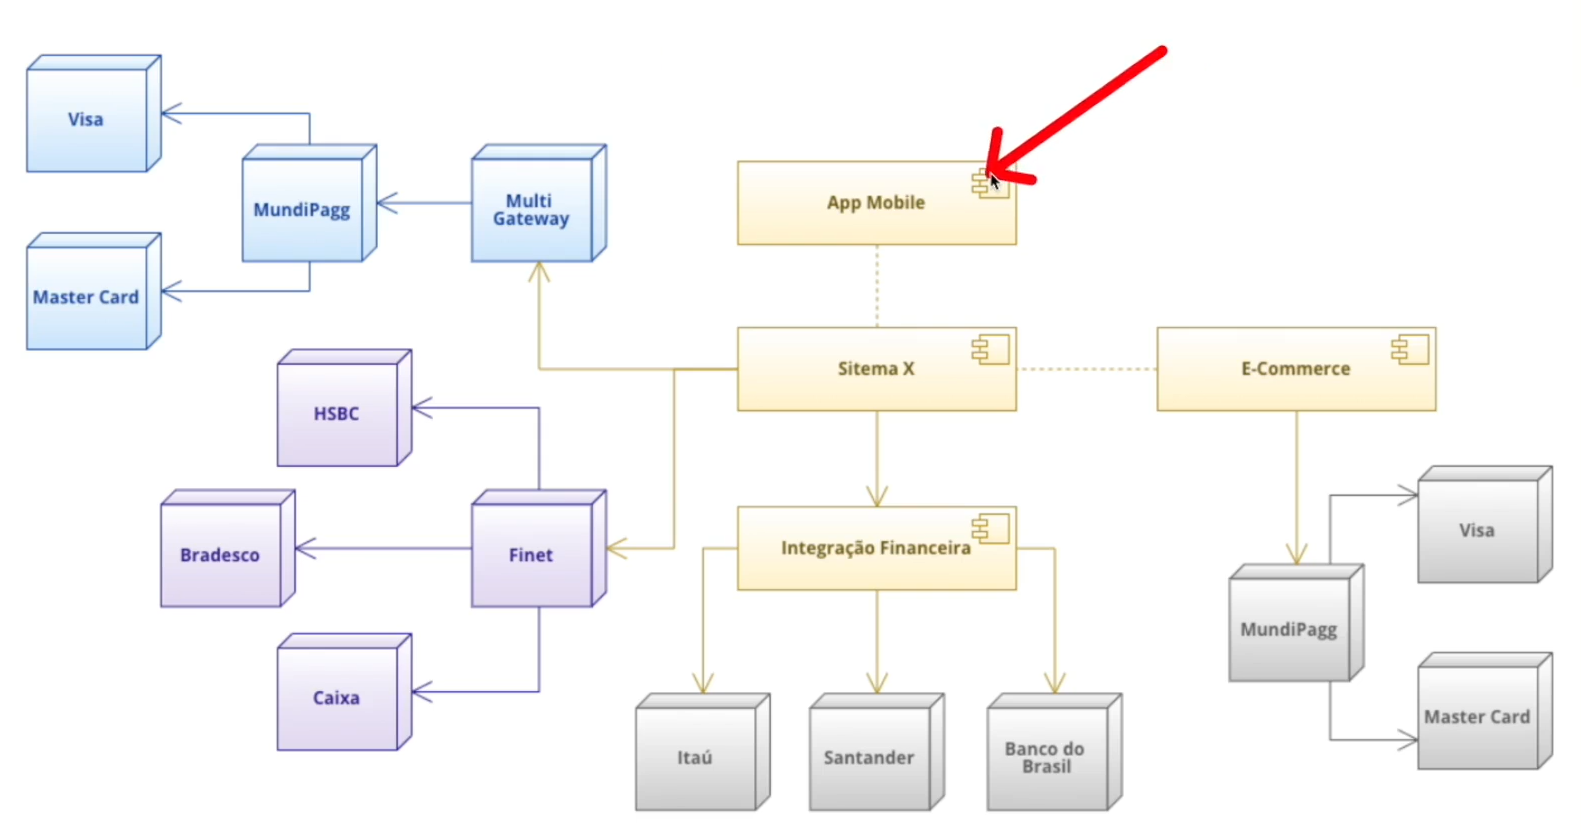 Visa
MundiPagg
Multi
Gateway
App Mobile
Master Card
HSBC
Sitema X
E-Commerce
Bradesco
Finet
Integração Financeira
Visa
MundiPagg
Caixa
Itaú
Santander
Banco do
Brasil
Master Card